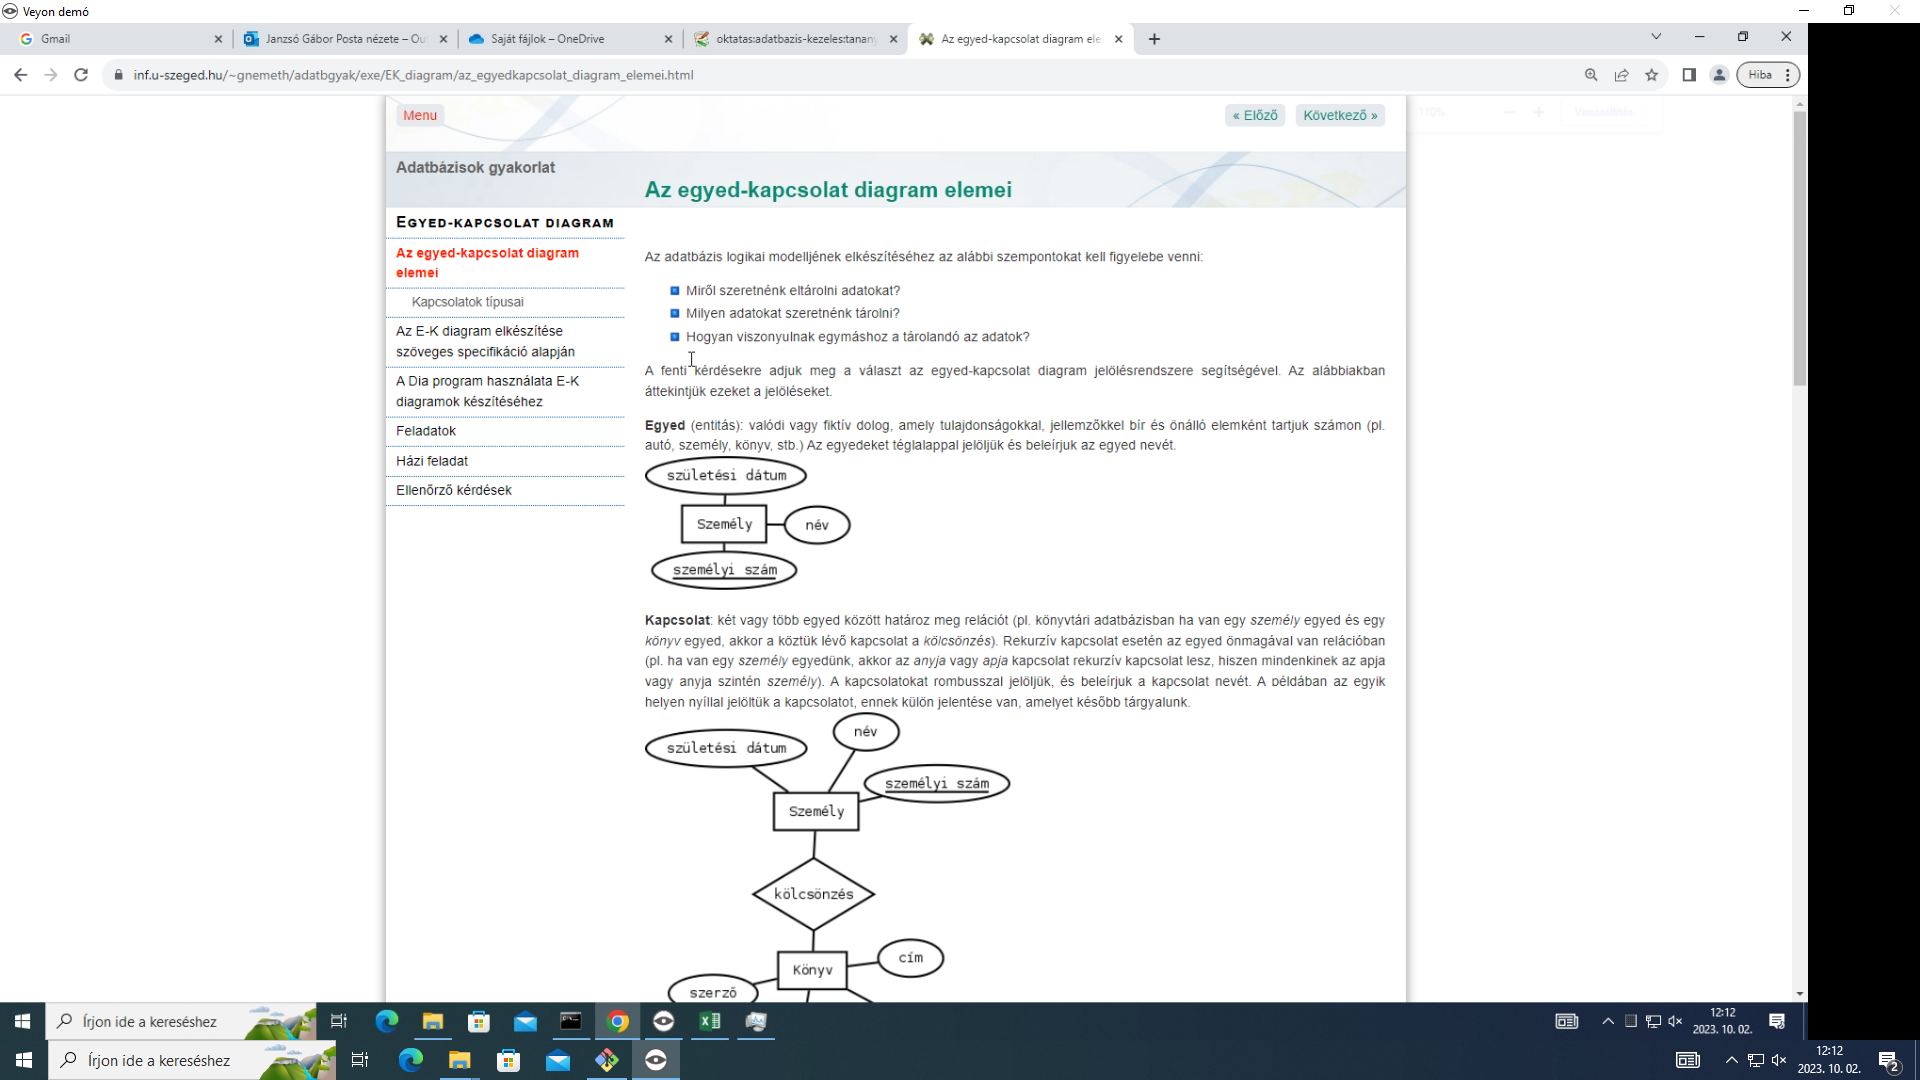 Veyon demó
Gmail
Janzsó Gábor Posta nézete – Ou
Saját fájlok – OneDrive
oktatas:adatbazis-kezeles:tanany
Az egyed-kapcsolat diagram ele
inf.u-szeged.hu/~gnemeth/adatbgyak/exe/EK_diagram/az_egyedkapcsolat_diagram_elemei.html
Hiba
Menu
« Előző
Következő »
110%
Adatbázisok gyakorlat
Az egyed-kapcsolat diagram elemei
EGYED-KAPCSOLAT DIAGRAM
Az egyed-kapcsolat diagram
elemei
Kapcsolatok típusai
Az E-K diagram elkészítése
szöveges specifikáció alapján
A Dia program használata E-K
diagramok készítéséhez
Feladatok
Házi feladat
Ellenőrző kérdések
Az adatbázis logikai modelljének elkészítéséhez az alábbi szempontokat kell figyelebe venni:
Miről szeretnénk eltárolni adatokat?
Milyen adatokat szeretnénk tárolni?
Hogyan viszonyulnak egymáshoz a tárolandó az adatok?
A fenti kérdésekre adjuk meg a választ az egyed-kapcsolat diagram jelölésrendszere segítségével. Az alábbiakban
áttekintjük ezeket a jelöléseket.
Egyed (entitás): valódi vagy fiktív dolog, amely tulajdonságokkal, jellemzőkkel bír és önálló elemként tartjuk számon (pl.
autó, személy, könyv, stb.) Az egyedeket téglalappal jelöljük és beleírjuk az egyed nevét.
születési dátum
Személy
név
személyi szám
Kapcsolat: két vagy több egyed között határoz meg relációt (pl. könyvtári adatbázisban ha van egy személy egyed és egy
könyv egyed, akkor a köztük lévő kapcsolat a kölcsönzés). Rekurzív kapcsolat esetén az egyed önmagával van relációban
(pl. ha van egy személy egyedünk, akkor az anyja vagy apja kapcsolat rekurzív kapcsolat lesz, hiszen mindenkinek az apja
vagy anyja szintén személy). A kapcsolatokat rombusszal jelöljük, és beleírjuk a kapcsolat nevét. A példában az egyik
helyen nyíllal jelöltük a kapcsolatot, ennek külön jelentése van, amelyet később tárgyalunk.
név
születési dátum
személyi szám
Személy
kölcsönzés
cím
Könyv
szerző
Írjon ide a kereséshez
12:12
2023. 10. 02.
Írjon ide a kereséshez
12:12
2023. 10. 02.
2